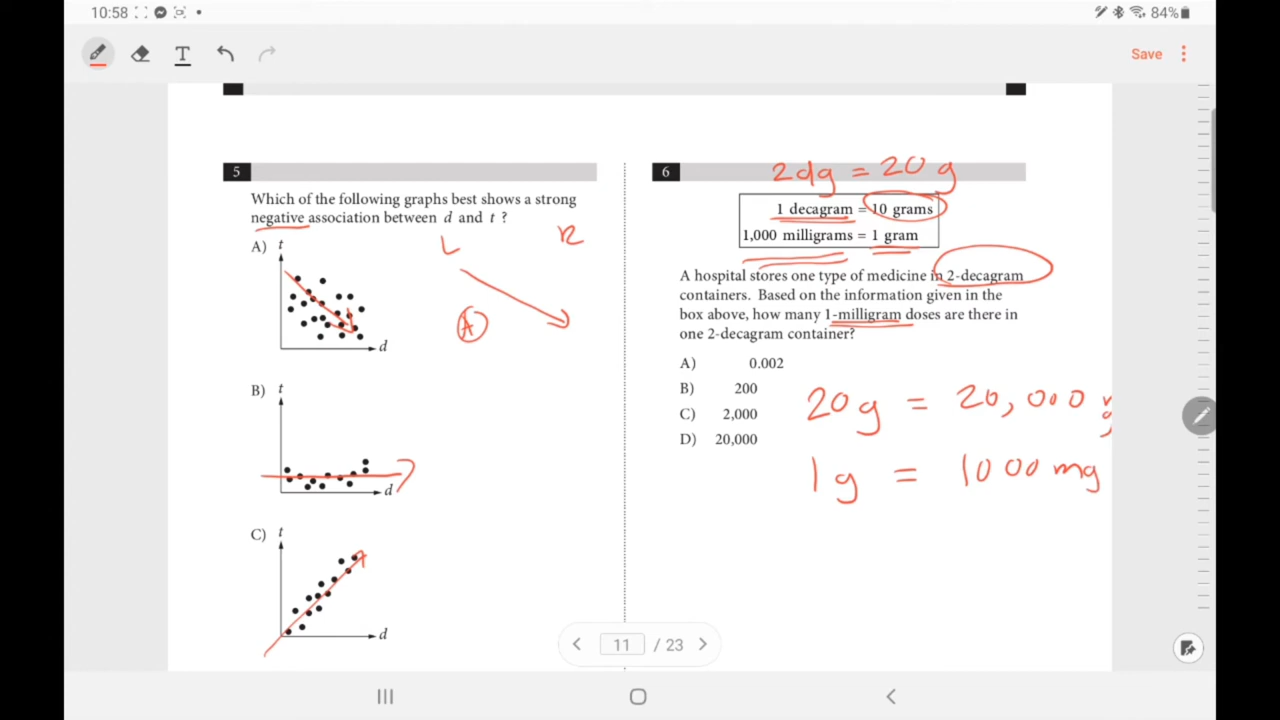 10:58
84%
T
Save
5
Which of the following graphs best shows a strong
negative association between d and t ?
A) t
d
L R
A
B) t
d
C) t
d
6
2dg = 20 g
1 decagram = 10 grams
1,000 milligrams = 1 gram
A hospital stores one type of medicine in 2-decagram
containers. Based on the information given in the
box above, how many 1-milligram doses are there in
one 2-decagram container?
A) 0.002
B) 200
C) 2,000
D) 20,000
20g = 20,000
1g = 1000 mg
11 / 23